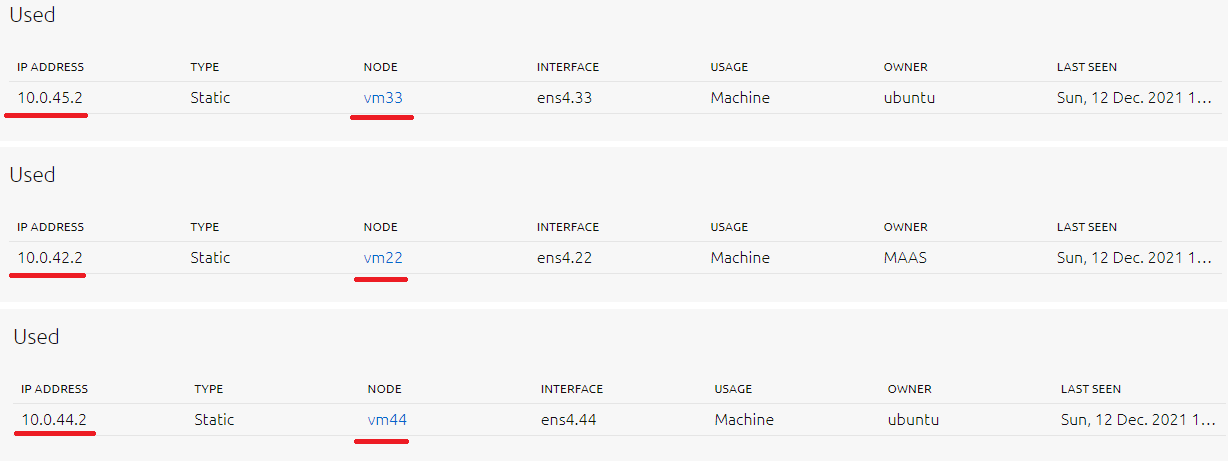 Used
IP ADDRESS TYPE NODE INTERFACE USAGE OWNER LAST SEEN
10.0.45.2 Static vm33 ens4.33 Machine ubuntu Sun, 12 Dec. 2021 1...
Used
IP ADDRESS TYPE NODE INTERFACE USAGE OWNER LAST SEEN
10.0.42.2 Static vm22 ens4.22 Machine MAAS Sun, 12 Dec. 2021 1...
Used
IP ADDRESS TYPE NODE INTERFACE USAGE OWNER LAST SEEN
10.0.44.2 Static vm44 ens4.44 Machine ubuntu Sun, 12 Dec. 2021 1...